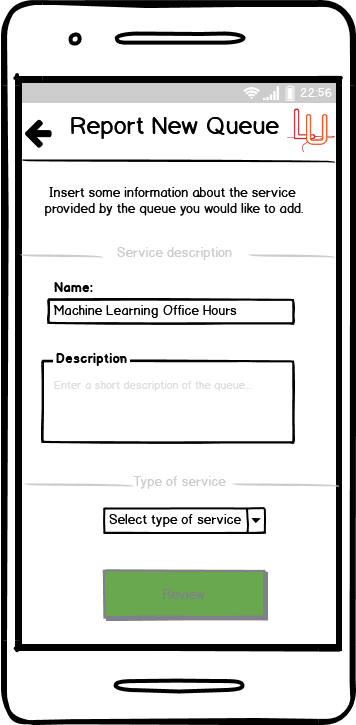 22:56
Report New Queue
LU
Insert some information about the service
provided by the queue you would like to add.
Service description
Name:
Machine Learning Office Hours
Description
Enter a short description of the queue...
Type of service
Select type of service
Review